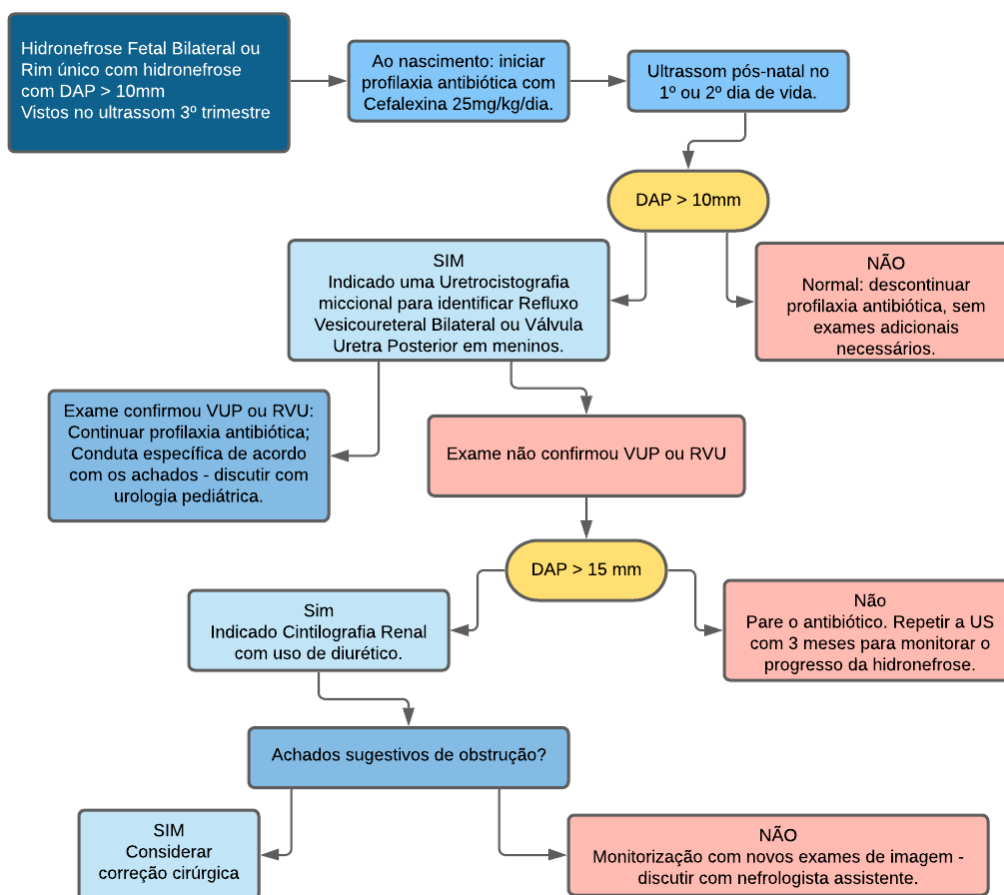 Hidronefrose Fetal Bilateral ou
Rim único com hidronefrose
com DAP > 10mm
Vistos no ultrassom 3º trimestre
Ao nascimento: iniciar
profilaxia antibiótica com
Cefalexina 25mg/kg/dia.
Ultrassom pós-natal no
1º ou 2º dia de vida.
DAP > 10mm
SIM
Indicado uma Uretrocistografia
miccional para identificar Refluxo
Vesicoureteral Bilateral ou Válvula
Uretra Posterior em meninos.
NÃO
Normal: descontinuar
profilaxia antibiótica, sem
exames adicionais
necessários.
Exame confirmou VUP ou RVU:
Continuar profilaxia antibiótica;
Conduta específica de acordo
com os achados - discutir com
urologia pediátrica.
Exame não confirmou VUP ou RVU
DAP > 15 mm
Sim
Indicado Cintilografia Renal
com uso de diurético.
Não
Pare o antibiótico. Repetir a US
com 3 meses para monitorar o
progresso da hidronefrose.
Achados sugestivos de obstrução?
SIM
Considerar
correção cirúrgica
NÃO
Monitorização com novos exames de imagem -
discutir com nefrologista assistente.